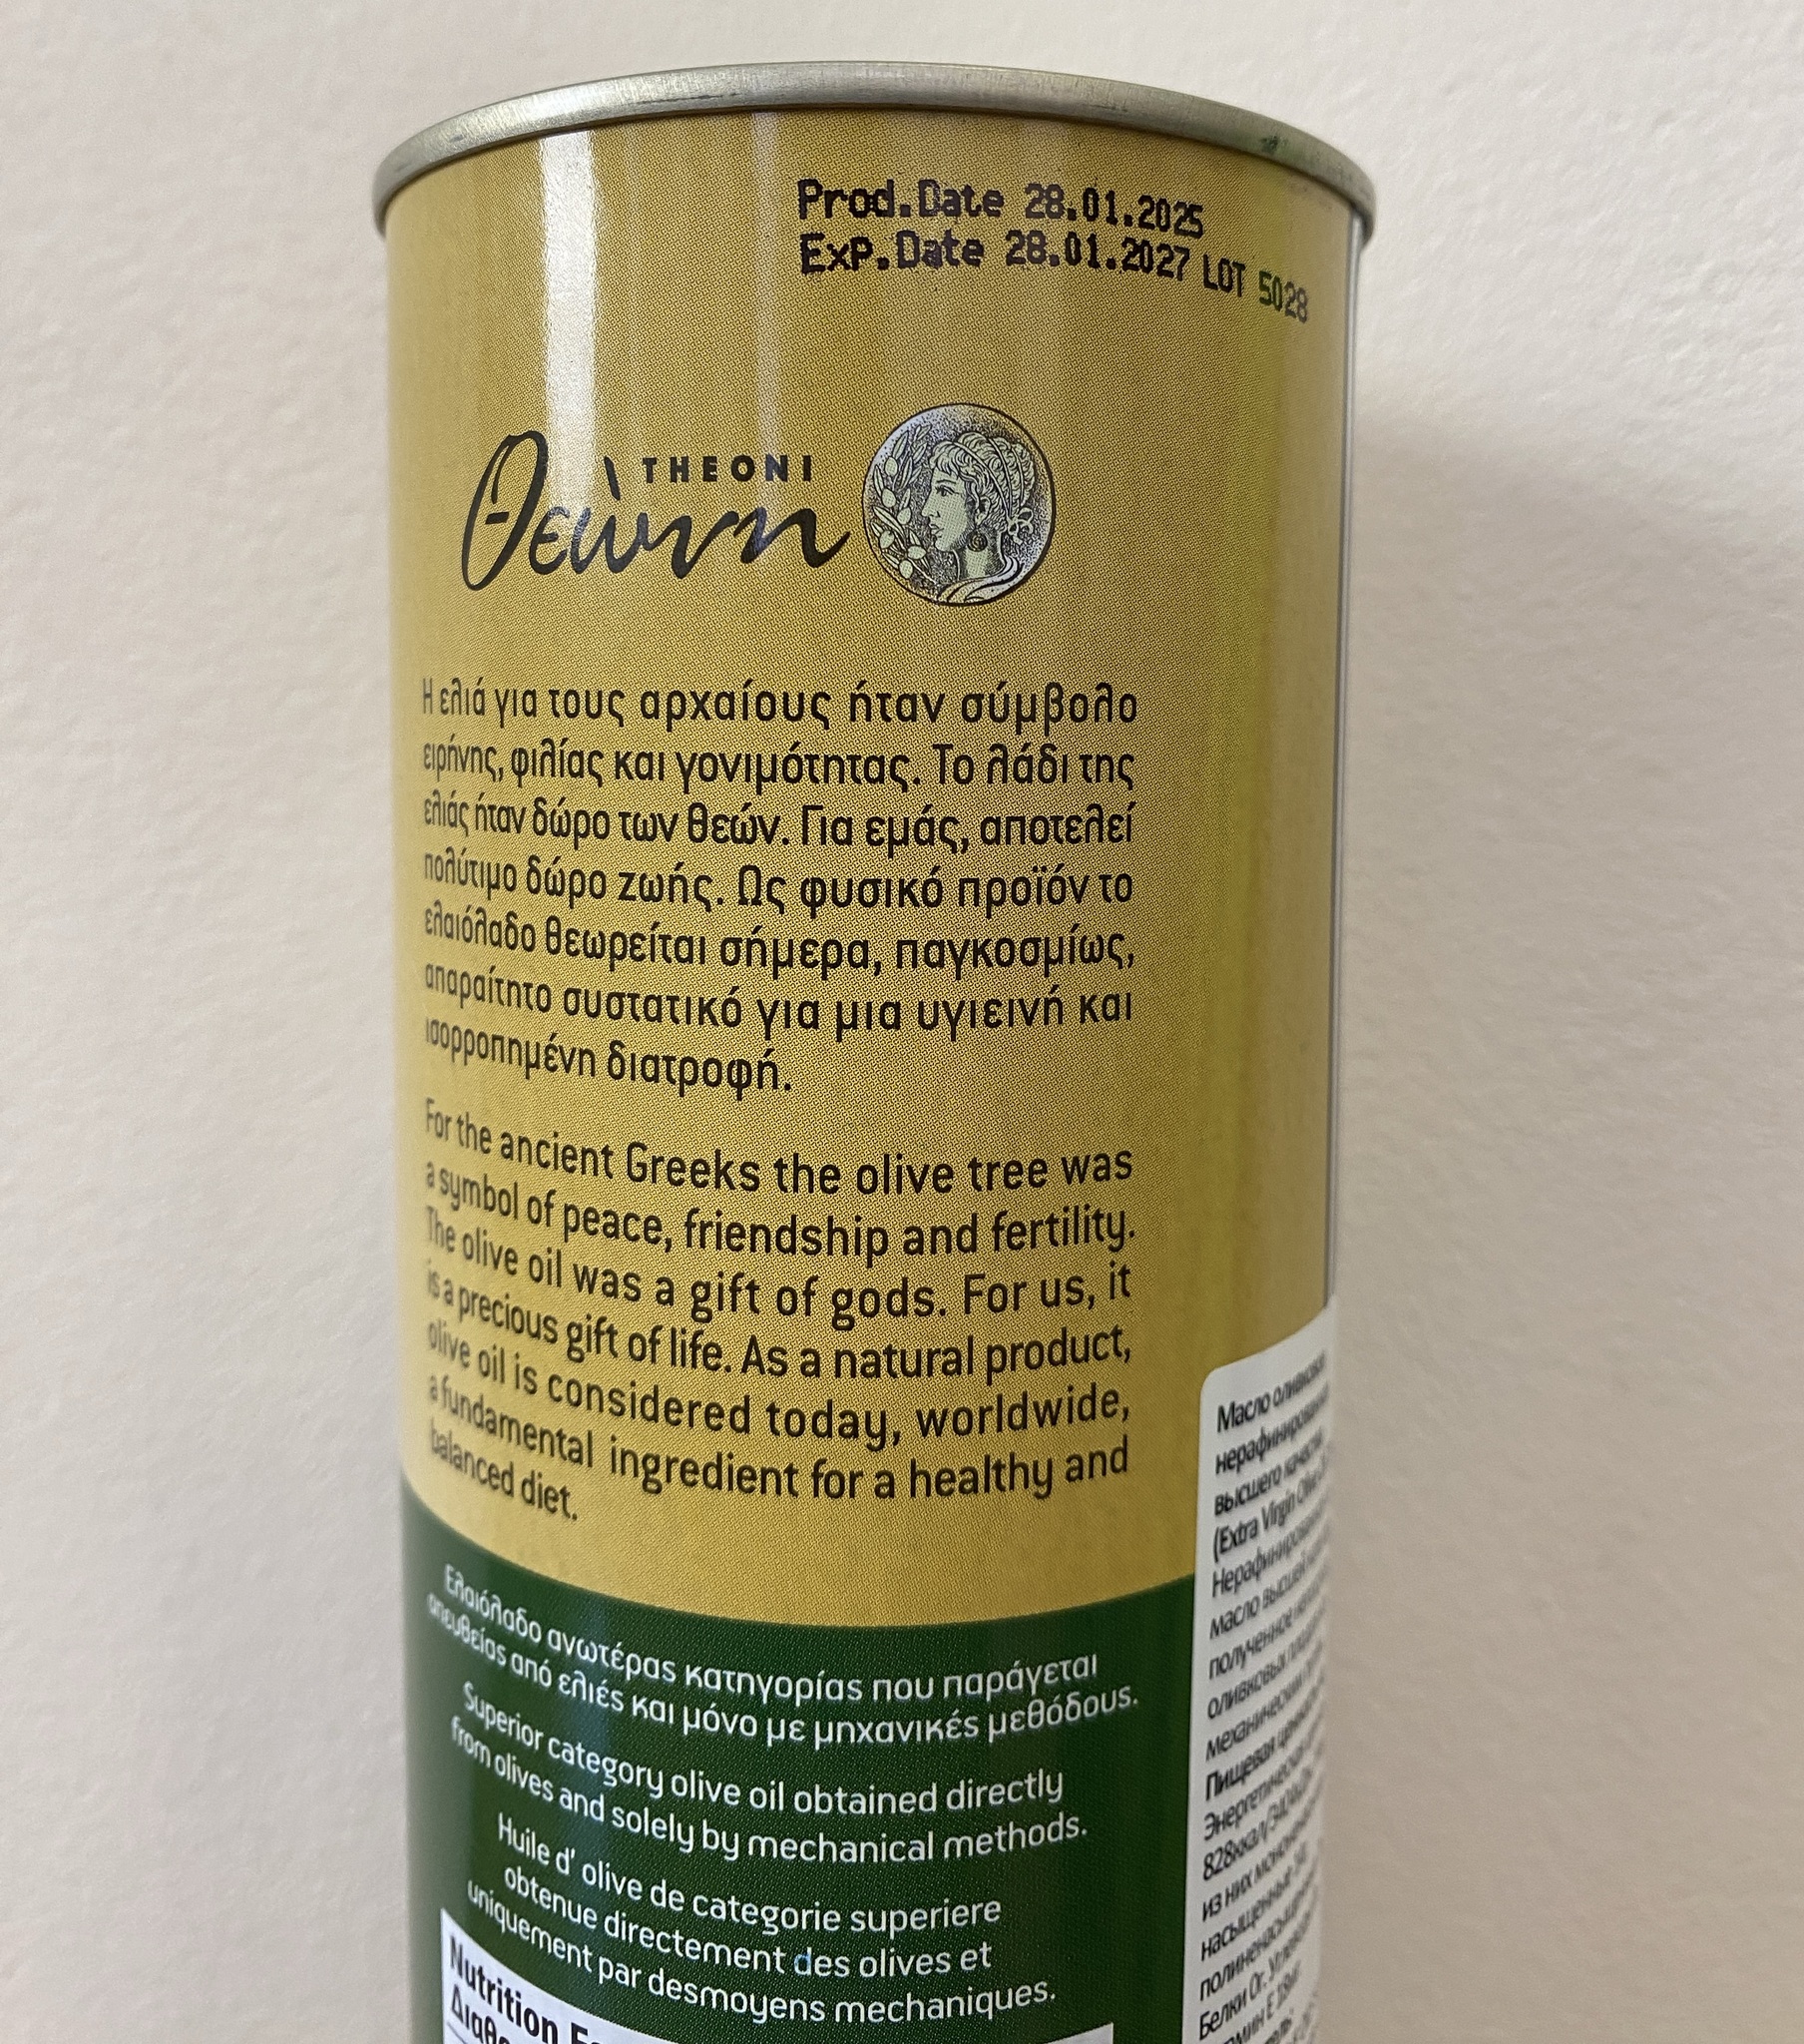 Prod.Date 28.01.2025
Exp.Date 28.01.2027 LOT 5028
THEONI
Θεώνη
Η ελιά για τους αρχαίους ήταν σύμβολο
ειρήνης, φιλίας και γονιμότητας. Το λάδι της
ελιάς ήταν δώρο των θεών. Για εμάς, αποτελεί
πολύτιμο δώρο ζωής. Ως φυσικό προϊόν το
ελαιόλαδο θεωρείται σήμερα, παγκοσμίως,
απαραίτητο συστατικό για μια υγιεινή και
ισορροπημένη διατροφή.
For the ancient Greeks the olive tree was
a symbol of peace, friendship and fertility.
The olive oil was a gift of gods. For us, it
is a precious gift of life. As a natural product,
olive oil is considered today, worldwide,
a fundamental ingredient for a healthy and
balanced diet.
Ελαιόλαδο ανωτέρας κατηγορίας που παράγεται
απευθείας από ελιές και μόνο με μηχανικές μεθόδους.
Superior category olive oil obtained directly
from olives and solely by mechanical methods.
Huile d' olive de categorie superiere
obtenue directement des olives et
uniquement par desmoyens mechaniques.
Nutrition
Масло
высшего
(Extra Virgin
масло
Пищевая
828ккал/
из них
Белки